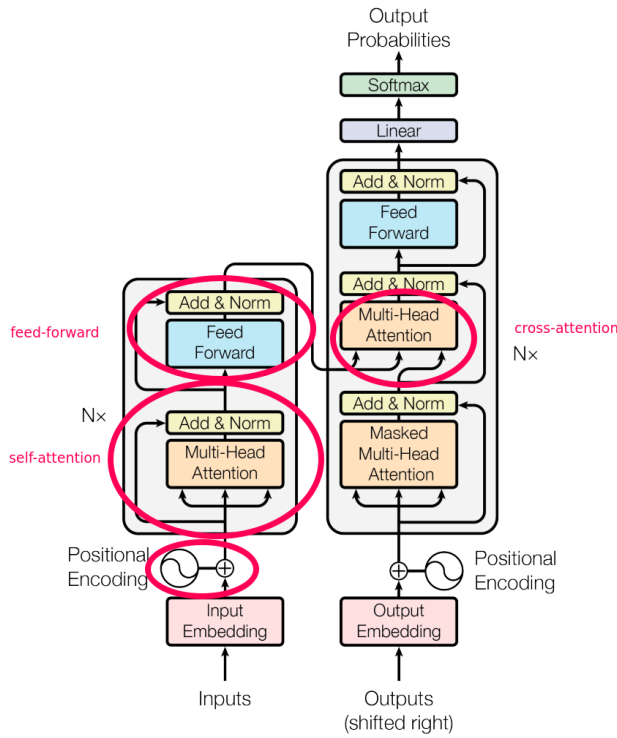 Output
Probabilities
Softmax
Linear
Add & Norm
Feed
Forward
Add & Norm
Multi-Head
Attention
cross-attention
Nx
Add & Norm
Masked
Multi-Head
Attention
Positional
Encoding
Output
Embedding
Outputs
(shifted right)
Add & Norm
Feed
Forward
feed-forward
Nx
Add & Norm
Multi-Head
Attention
self-attention
Positional
Encoding
Input
Embedding
Inputs